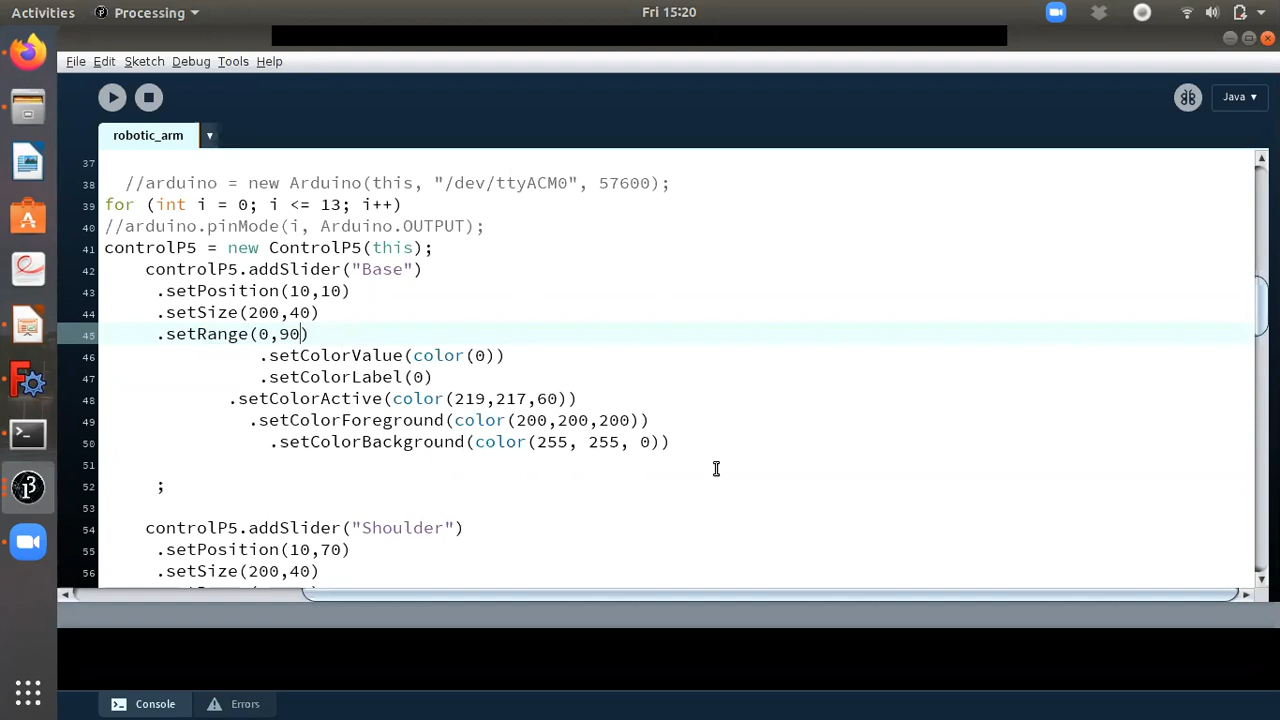 Activities
Processing
Fri 15:20
File Edit Sketch Debug Tools Help
Java
robotic_arm
37
38 //arduino = new Arduino(this, "/dev/ttyACM0", 57600);
39 for (int i = 0; i <= 13; i++)
40 //arduino.pinMode(i, Arduino.OUTPUT);
41 controlP5 = new ControlP5(this);
42 controlP5.addSlider("Base")
43 .setPosition(10,10)
44 .setSize(200,40)
45 .setRange(0,90)
46 .setColorValue(color(0))
47 .setColorLabel(0)
48 .setColorActive(color(219,217,60))
49 .setColorForeground(color(200,200,200))
50 .setColorBackground(color(255, 255, 0))
51
52 ;
53
54 controlP5.addSlider("Shoulder")
55 .setPosition(10,70)
56 .setSize(200,40)
Console
Errors